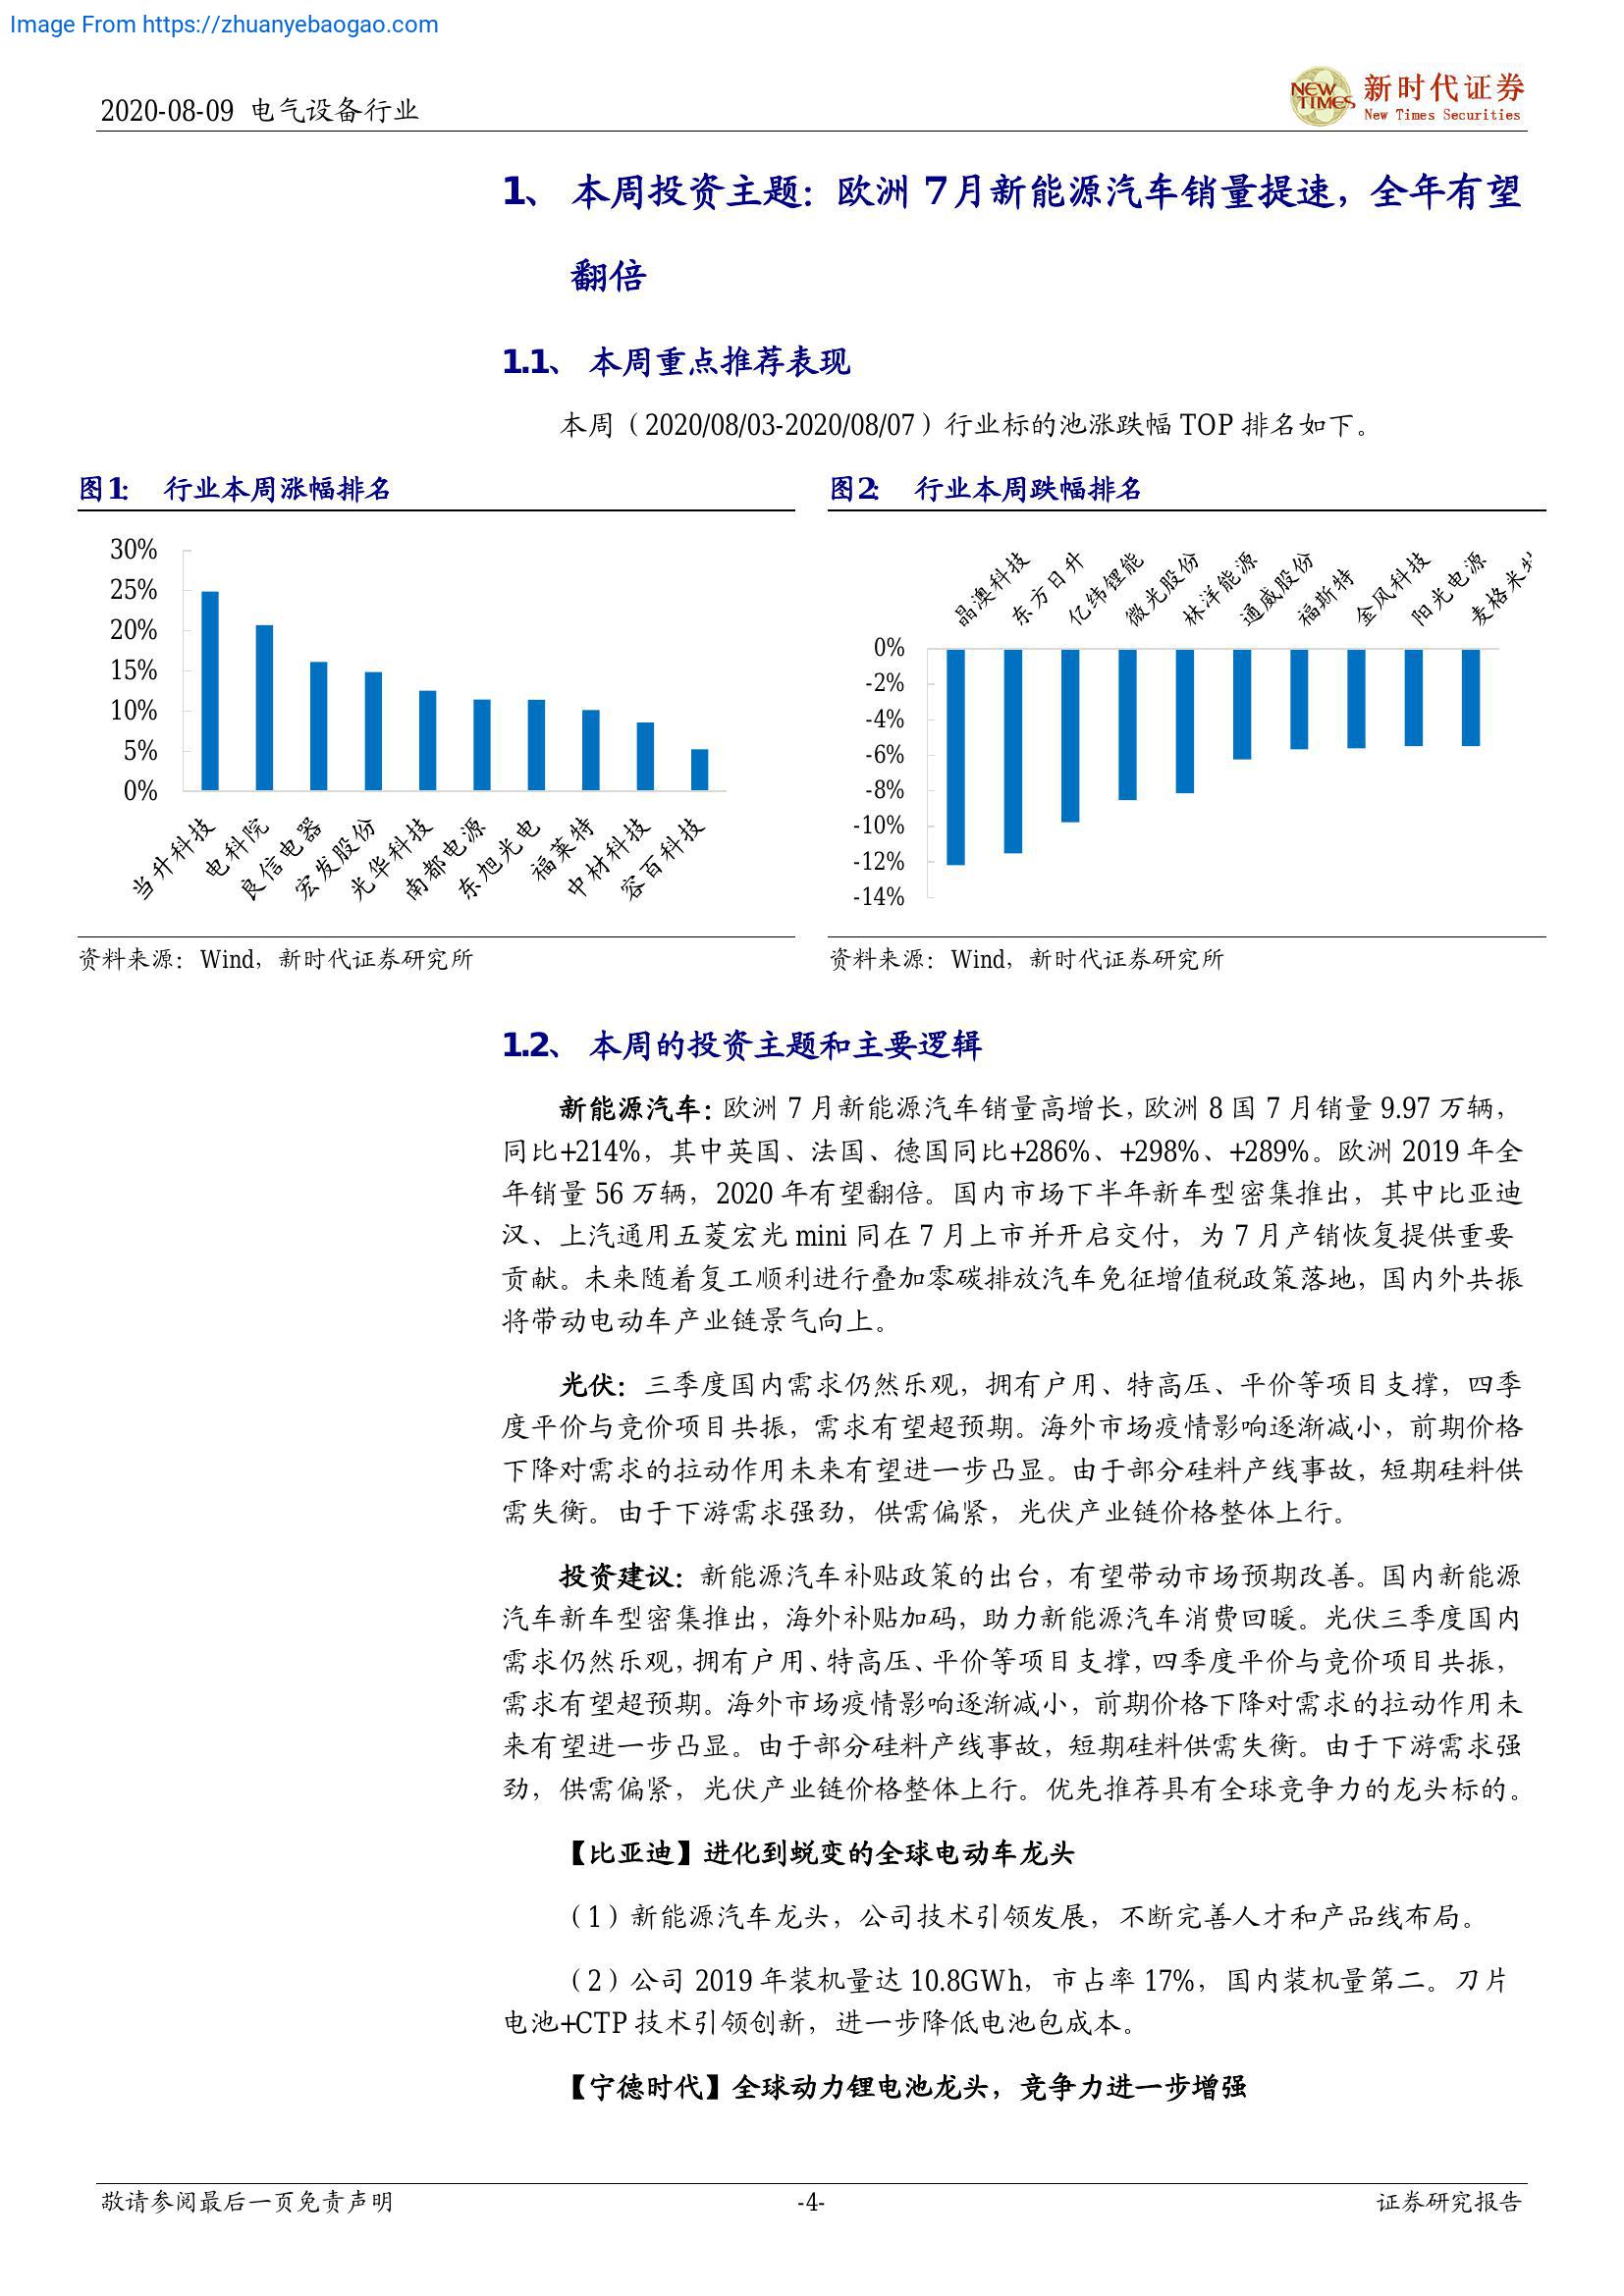 Image From https://zhuanyebaogao.com
2020-08-09 电气设备行业
NEW TIMES
新时代证券
New Times Securities
1、 本周投资主题：欧洲 7月新能源汽车销量提速，全年有望
翻倍
1.1、 本周重点推荐表现
本周（2020/08/03-2020/08/07）行业标的池涨跌幅 TOP 排名如下。
图1： 行业本周涨幅排名
30%
25%
20%
15%
10%
5%
0%
当升科技
电科院
良信电器
宏发股份
光华科技
南都电源
东旭光电
福莱特
中材科技
容百科技
资料来源：Wind，新时代证券研究所
图2： 行业本周跌幅排名
晶澳科技
东方日升
亿纬锂能
微光股份
林洋能源
通威股份
福斯特
金风科技
阳光电源
麦格米
0%
-2%
-4%
-6%
-8%
-10%
-12%
-14%
资料来源：Wind，新时代证券研究所
1.2、 本周的投资主题和主要逻辑
新能源汽车：欧洲 7 月新能源汽车销量高增长，欧洲 8 国 7 月销量 9.97 万辆，
同比+214%，其中英国、法国、德国同比+286%、+298%、+289%。欧洲 2019 年全
年销量 56 万辆，2020 年有望翻倍。国内市场下半年新车型密集推出，其中比亚迪
汉、上汽通用五菱宏光 mini 同在 7 月上市并开启交付，为 7 月产销恢复提供重要
贡献。未来随着复工顺利进行叠加零碳排放汽车免征增值税政策落地，国内外共振
将带动电动车产业链景气向上。
光伏：三季度国内需求仍然乐观，拥有户用、特高压、平价等项目支撑，四季
度平价与竞价项目共振，需求有望超预期。海外市场疫情影响逐渐减小，前期价格
下降对需求的拉动作用未来有望进一步凸显。由于部分硅料产线事故，短期硅料供
需失衡。由于下游需求强劲，供需偏紧，光伏产业链价格整体上行。
投资建议：新能源汽车补贴政策的出台，有望带动市场预期改善。国内新能源
汽车新车型密集推出，海外补贴加码，助力新能源汽车消费回暖。光伏三季度国内
需求仍然乐观，拥有户用、特高压、平价等项目支撑，四季度平价与竞价项目共振，
需求有望超预期。海外市场疫情影响逐渐减小，前期价格下降对需求的拉动作用未
来有望进一步凸显。由于部分硅料产线事故，短期硅料供需失衡。由于下游需求强
劲，供需偏紧，光伏产业链价格整体上行。优先推荐具有全球竞争力的龙头标的。
【比亚迪】进化到蜕变的全球电动车龙头
（1）新能源汽车龙头，公司技术引领发展，不断完善人才和产品线布局。
（2）公司 2019 年装机量达 10.8GWh，市占率 17%，国内装机量第二。刀片
电池+CTP 技术引领创新，进一步降低电池包成本。
【宁德时代】全球动力锂电池龙头，竞争力进一步增强
敬请参阅最后一页免责声明
-4-
证券研究报告